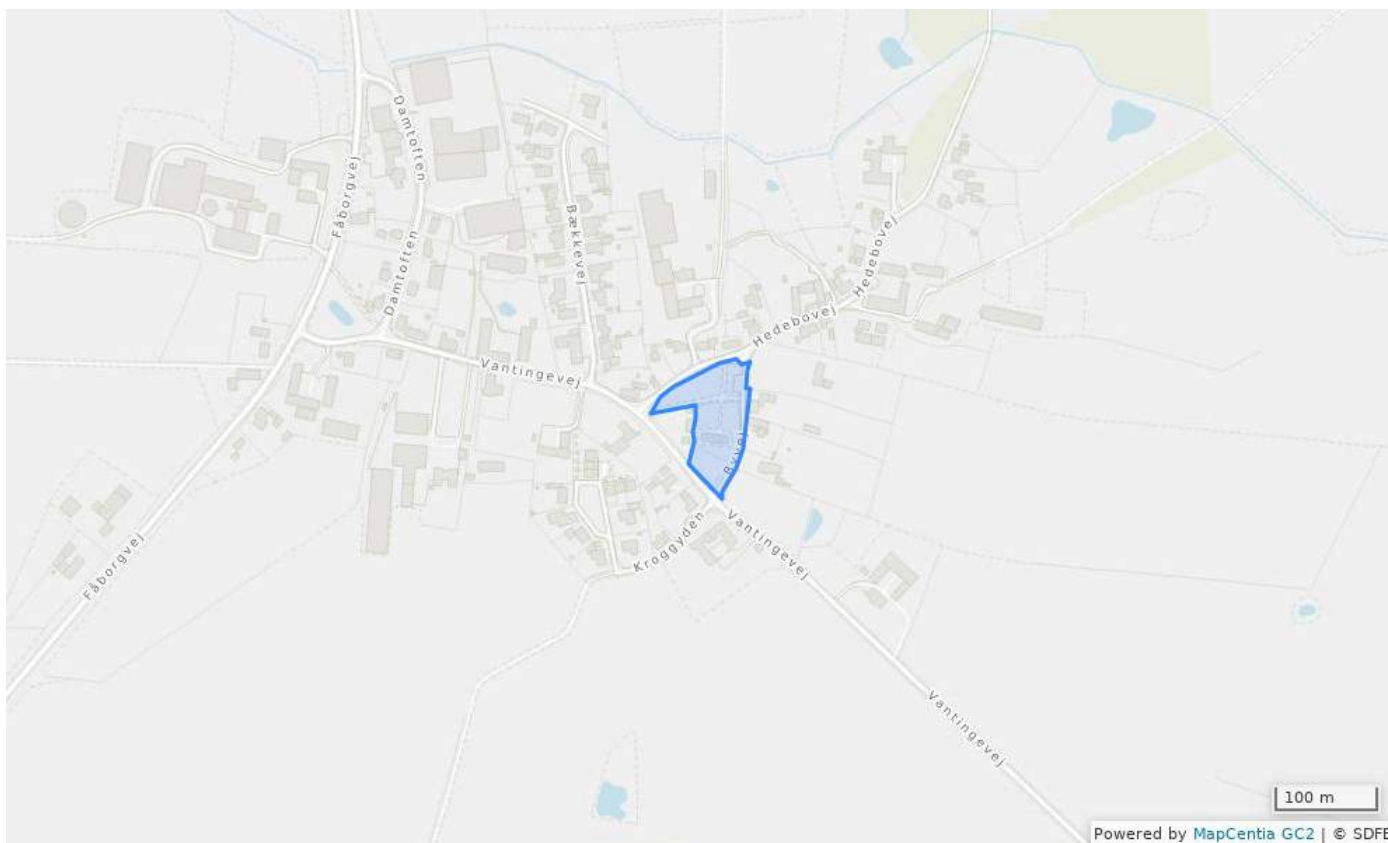 Damtoften
Fåborgvej
Bækkevej
Hedebovej
Damtoften
Hedebovej
Vantingevej
Byvej
Vantingevej
Kroggyden
Fåborgvej
Vantingevej
100 m
Powered by MapCentia GC2 | © SDFE